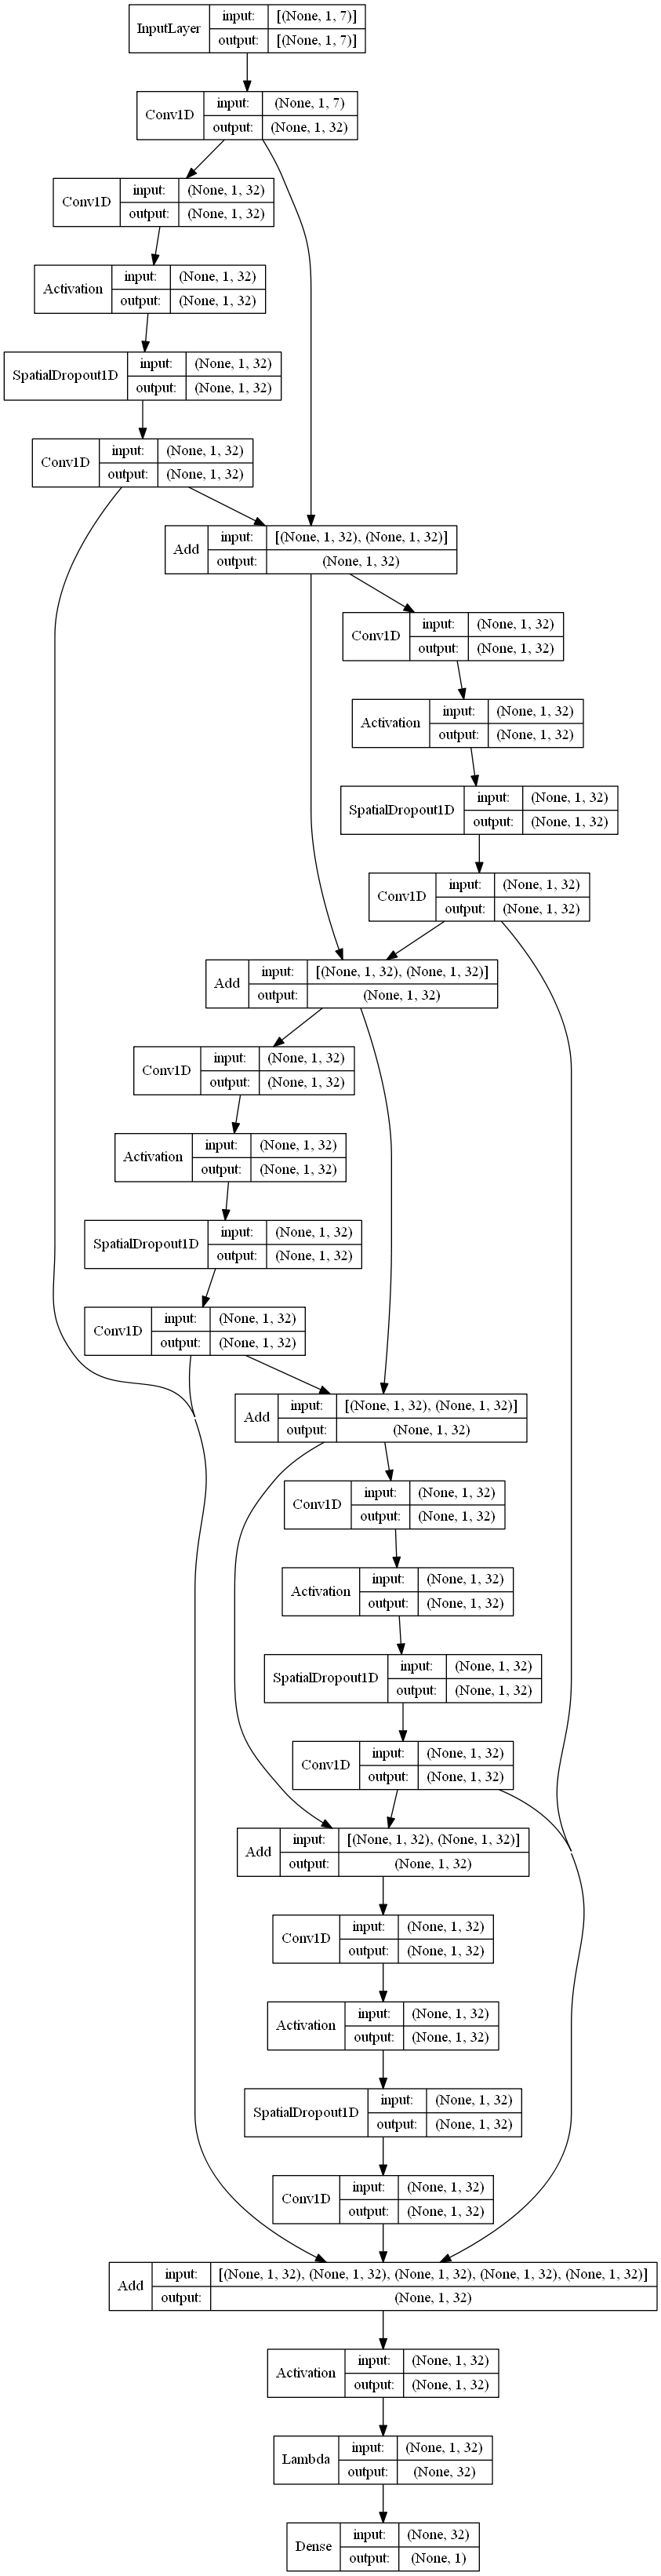 InputLayer input: [(None, 1, 7)]
output: [(None, 1, 7)]
Conv1D input: (None, 1, 7)
output: (None, 1, 32)
Conv1D input: (None, 1, 32)
output: (None, 1, 32)
Activation input: (None, 1, 32)
output: (None, 1, 32)
SpatialDropout1D input: (None, 1, 32)
output: (None, 1, 32)
Conv1D input: (None, 1, 32)
output: (None, 1, 32)
Add input: [(None, 1, 32), (None, 1, 32)]
output: (None, 1, 32)
Conv1D input: (None, 1, 32)
output: (None, 1, 32)
Activation input: (None, 1, 32)
output: (None, 1, 32)
SpatialDropout1D input: (None, 1, 32)
output: (None, 1, 32)
Conv1D input: (None, 1, 32)
output: (None, 1, 32)
Add input: [(None, 1, 32), (None, 1, 32)]
output: (None, 1, 32)
Conv1D input: (None, 1, 32)
output: (None, 1, 32)
Activation input: (None, 1, 32)
output: (None, 1, 32)
SpatialDropout1D input: (None, 1, 32)
output: (None, 1, 32)
Conv1D input: (None, 1, 32)
output: (None, 1, 32)
Add input: [(None, 1, 32), (None, 1, 32)]
output: (None, 1, 32)
Conv1D input: (None, 1, 32)
output: (None, 1, 32)
Activation input: (None, 1, 32)
output: (None, 1, 32)
SpatialDropout1D input: (None, 1, 32)
output: (None, 1, 32)
Conv1D input: (None, 1, 32)
output: (None, 1, 32)
Add input: [(None, 1, 32), (None, 1, 32)]
output: (None, 1, 32)
Conv1D input: (None, 1, 32)
output: (None, 1, 32)
Activation input: (None, 1, 32)
output: (None, 1, 32)
SpatialDropout1D input: (None, 1, 32)
output: (None, 1, 32)
Conv1D input: (None, 1, 32)
output: (None, 1, 32)
Add input: [(None, 1, 32), (None, 1, 32), (None, 1, 32), (None, 1, 32), (None, 1, 32)]
output: (None, 1, 32)
Activation input: (None, 1, 32)
output: (None, 1, 32)
Lambda input: (None, 1, 32)
output: (None, 32)
Dense input: (None, 32)
output: (None, 1)